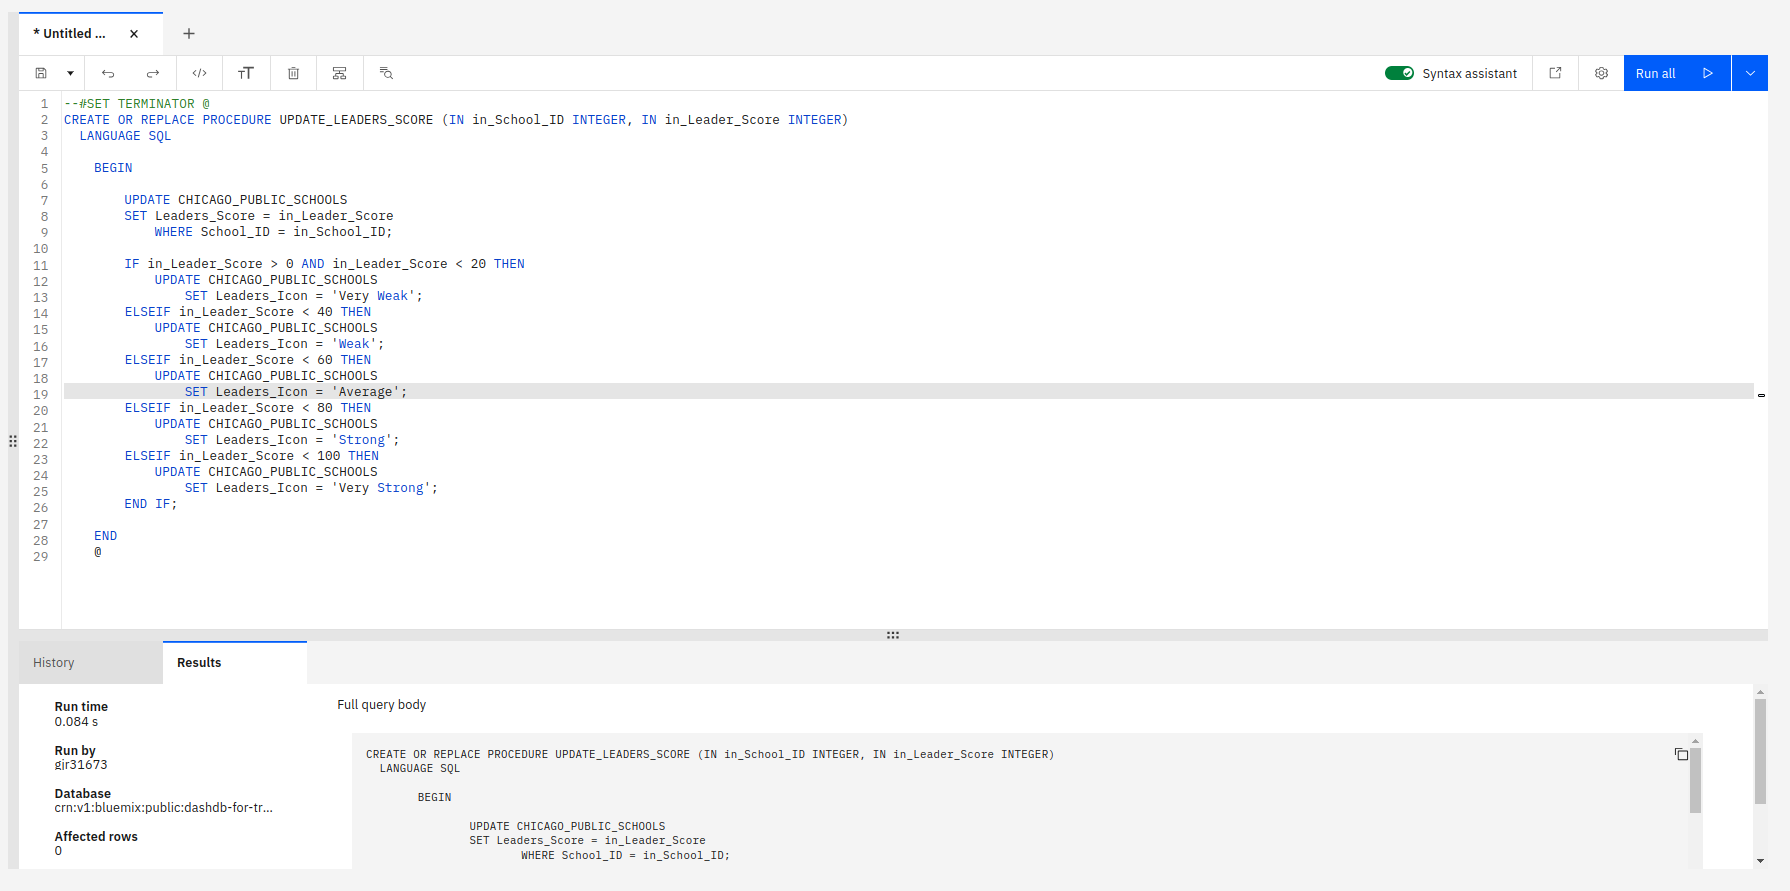 * Untitled ...
Syntax assistant
Run all
1 --#SET TERMINATOR @
2 CREATE OR REPLACE PROCEDURE UPDATE_LEADERS_SCORE (IN in_School_ID INTEGER, IN in_Leader_Score INTEGER)
3 LANGUAGE SQL
4
5 BEGIN
6
7 UPDATE CHICAGO_PUBLIC_SCHOOLS
8 SET Leaders_Score = in_Leader_Score
9 WHERE School_ID = in_School_ID;
10
11 IF in_Leader_Score > 0 AND in_Leader_Score < 20 THEN
12 UPDATE CHICAGO_PUBLIC_SCHOOLS
13 SET Leaders_Icon = 'Very Weak';
14 ELSEIF in_Leader_Score < 40 THEN
15 UPDATE CHICAGO_PUBLIC_SCHOOLS
16 SET Leaders_Icon = 'Weak';
17 ELSEIF in_Leader_Score < 60 THEN
18 UPDATE CHICAGO_PUBLIC_SCHOOLS
19 SET Leaders_Icon = 'Average';
20 ELSEIF in_Leader_Score < 80 THEN
21 UPDATE CHICAGO_PUBLIC_SCHOOLS
22 SET Leaders_Icon = 'Strong';
23 ELSEIF in_Leader_Score < 100 THEN
24 UPDATE CHICAGO_PUBLIC_SCHOOLS
25 SET Leaders_Icon = 'Very Strong';
26 END IF;
27
28 END
29 @
History
Results
Run time
0.084 s
Run by
gjr31673
Database
crn:v1:bluemix:public:dashdb-for-tr...
Affected rows
0
Full query body
CREATE OR REPLACE PROCEDURE UPDATE_LEADERS_SCORE (IN in_School_ID INTEGER, IN in_Leader_Score INTEGER)
LANGUAGE SQL
BEGIN
UPDATE CHICAGO_PUBLIC_SCHOOLS
SET Leaders_Score = in_Leader_Score
WHERE School_ID = in_School_ID;